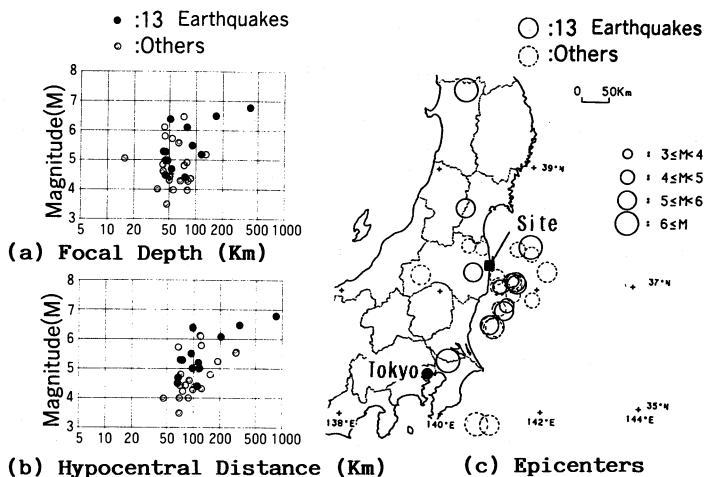 ● :13 Earthquakes
○ :Others
Magnitude(M)
8
7
6
5
4
3
5 10 20 50 100 200 500 1000
(a) Focal Depth (Km)
Magnitude(M)
8
7
6
5
4
3
5 10 20 50 100 200 500 1000
(b) Hypocentral Distance (Km)
○ :13 Earthquakes
:Others
0 50Km
○ : 3≤M<4
○ : 4≤M<5
○ : 5≤M<6
○ : 6≤M
39°N
Site
37°N
Tokyo
35°N
138°E 140°E 142°E 144°E
(c) Epicenters